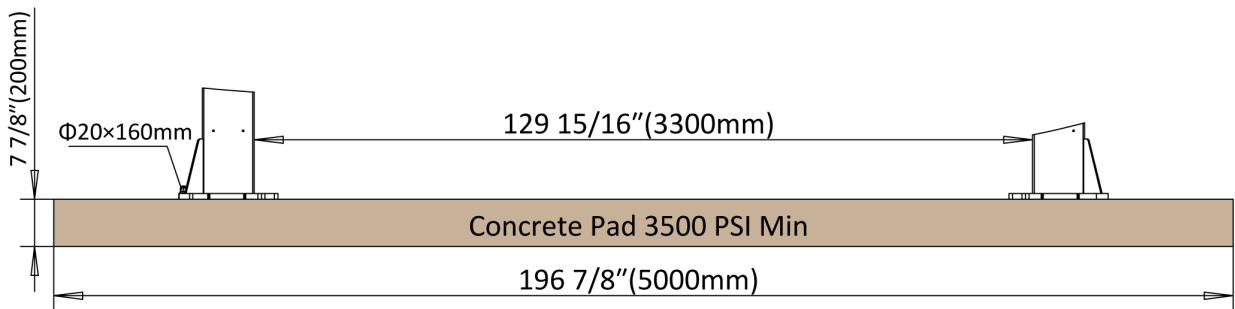 7 7/8″(200mm)
Φ20×160mm
129 15/16″(3300mm)
Concrete Pad 3500 PSI Min
196 7/8″(5000mm)